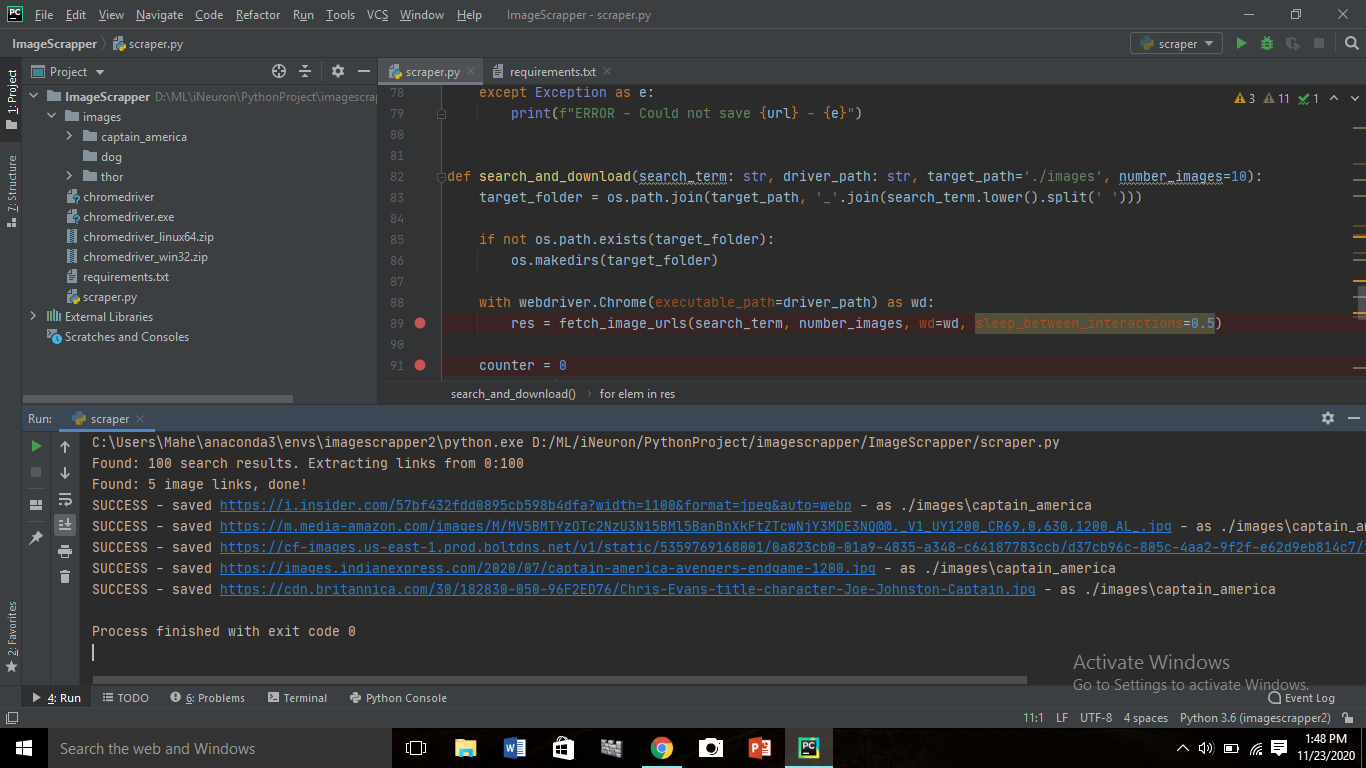 PC File Edit View Navigate Code Refactor Run Tools VCS Window Help ImageScrapper - scraper.py
ImageScrapper scraper.py scraper
1: Project
7: Structure
2: Favorites
Project
ImageScrapper D:\ML\iNeuron\PythonProject\imagescrap
images
captain_america
dog
thor
chromedriver
chromedriver.exe
chromedriver_linux64.zip
chromedriver_win32.zip
requirements.txt
scraper.py
External Libraries
Scratches and Consoles
scraper.py requirements.txt
3 11 1
78 except Exception as e:
79 print(f"ERROR - Could not save {url} - {e}")
80
81
82 def search_and_download(search_term: str, driver_path: str, target_path='./images', number_images=10):
83 target_folder = os.path.join(target_path, '_'.join(search_term.lower().split(' ')))
84
85 if not os.path.exists(target_folder):
86 os.makedirs(target_folder)
87
88 with webdriver.Chrome(executable_path=driver_path) as wd:
89 res = fetch_image_urls(search_term, number_images, wd=wd, sleep_between_interactions=0.5)
90
91 counter = 0
search_and_download() for elem in res
Run: scraper
C:\Users\Mahe\anaconda3\envs\imagescrapper2\python.exe D:/ML/iNeuron/PythonProject/imagescrapper/ImageScrapper/scraper.py
Found: 100 search results. Extracting links from 0:100
Found: 5 image links, done!
SUCCESS - saved https://i.insider.com/57bf432fdd0895cb598b4dfa?width=1100&format=jpeg&auto=webp - as ./images\captain_america
SUCCESS - saved https://m.media-amazon.com/images/M/MV5BMTYzOTc2NzU3N15BMl5BanBnXkFtZTcwNjY3MDE3NQ@@._V1_UY1200_CR69,0,630,1200_AL_.jpg - as ./images\captain_a
SUCCESS - saved https://cf-images.us-east-1.prod.boltdns.net/v1/static/5359769168001/0a823cb0-01a9-4835-a348-c64187783ccb/d37cb96c-805c-4aa2-9f2f-e62d9eb814c7/
SUCCESS - saved https://images.indianexpress.com/2020/07/captain-america-avengers-endgame-1200.jpg - as ./images\captain_america
SUCCESS - saved https://cdn.britannica.com/30/182830-050-96F2ED76/Chris-Evans-title-character-Joe-Johnston-Captain.jpg - as ./images\captain_america
Process finished with exit code 0
Activate Windows
Go to Settings to activate Windows.
4: Run TODO 6: Problems Terminal Python Console Event Log
11:1 LF UTF-8 4 spaces Python 3.6 (imagescrapper2)
Search the web and Windows
1:48 PM
11/23/2020